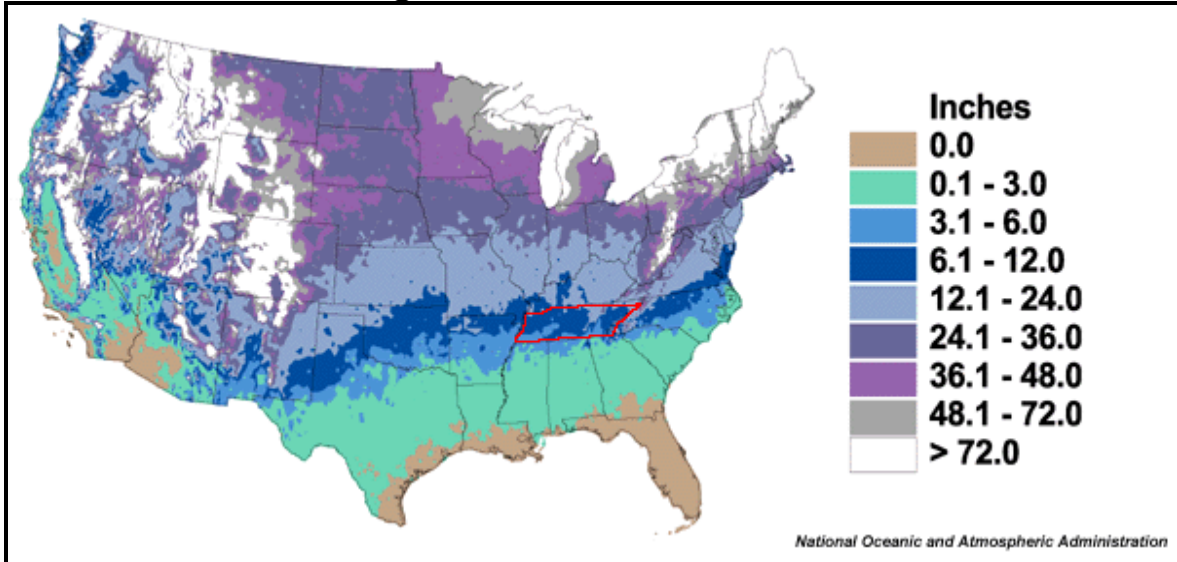 Inches
0.0
0.1 - 3.0
3.1 - 6.0
6.1 - 12.0
12.1 - 24.0
24.1 - 36.0
36.1 - 48.0
48.1 - 72.0
> 72.0
National Oceanic and Atmospheric Administration